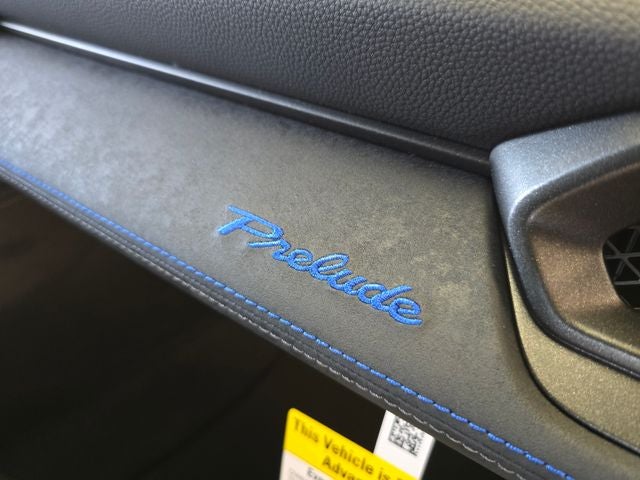 Prelude
This Vehicle is
Advan